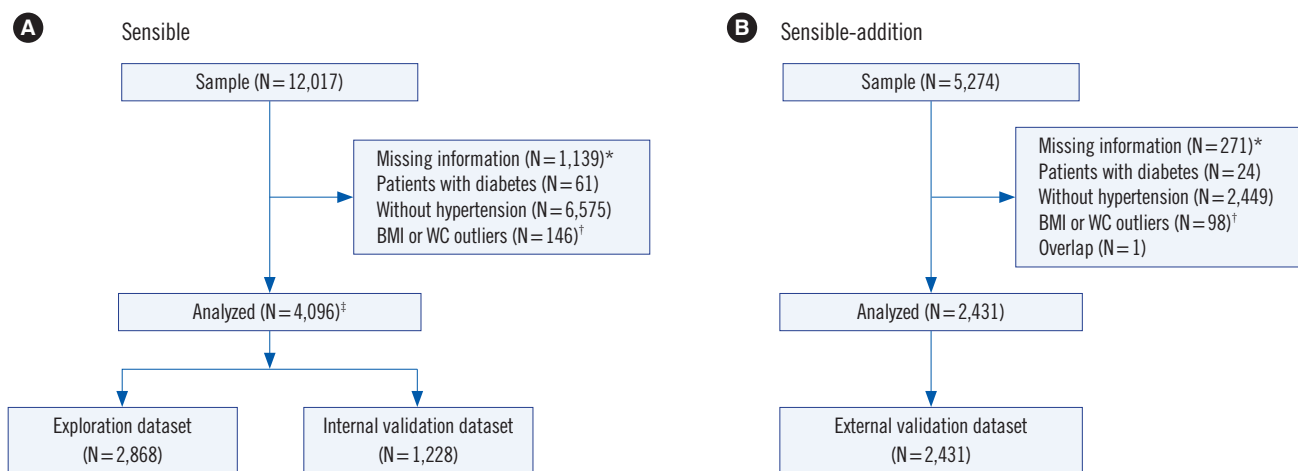 A Sensible
Sample (N=12,017)
Missing information (N=1,139)*
Patients with diabetes (N=61)
Without hypertension (N=6,575)
BMI or WC outliers (N=146)†
Analyzed (N=4,096)‡
Exploration dataset
(N=2,868)
Internal validation dataset
(N=1,228)
B Sensible-addition
Sample (N=5,274)
Missing information (N=271)*
Patients with diabetes (N=24)
Without hypertension (N=2,449)
BMI or WC outliers (N=98)†
Overlap (N=1)
Analyzed (N=2,431)
External validation dataset
(N=2,431)